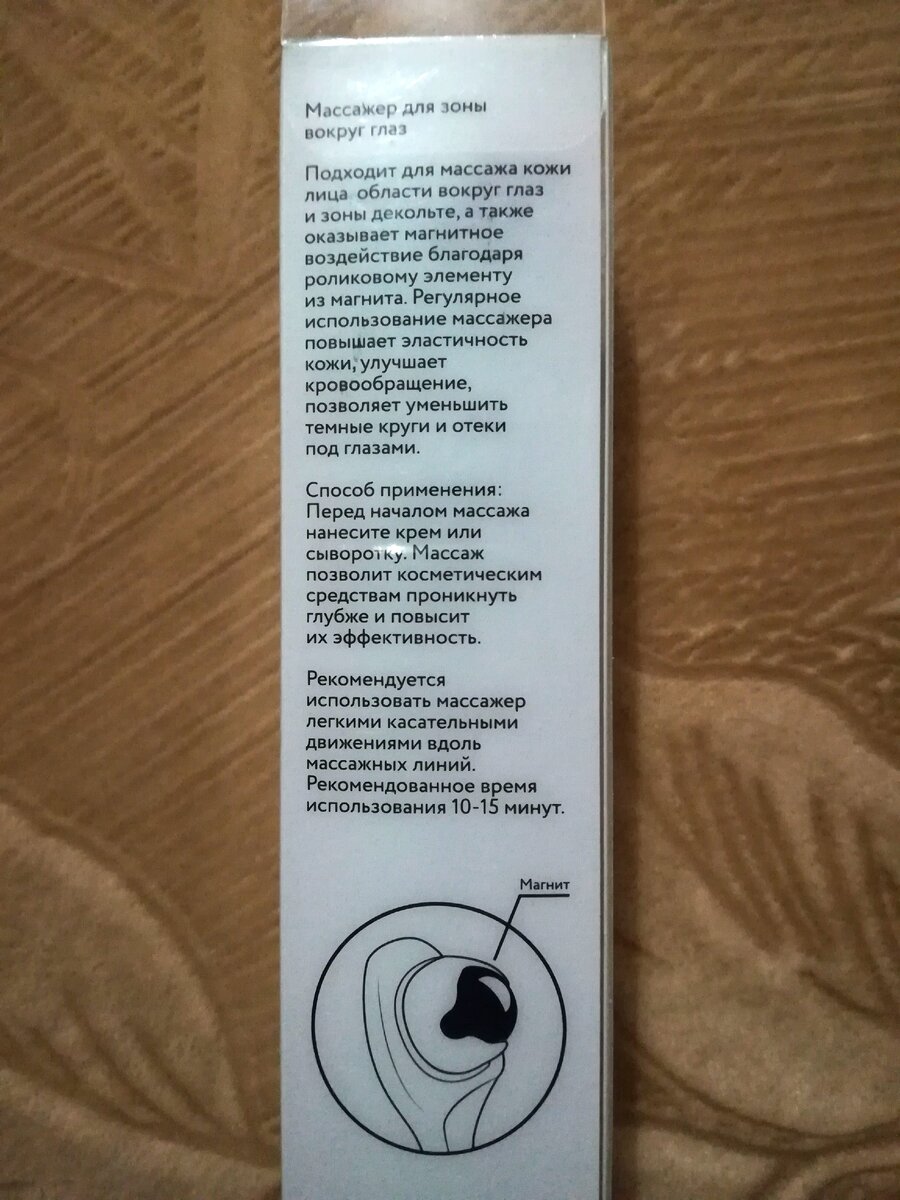 Массажер для зоны
вокруг глаз
Подходит для массажа кожи
лица области вокруг глаз
и зоны декольте, а также
оказывает магнитное
воздействие благодаря
роликовому элементу
из магнита. Регулярное
использование массажера
повышает эластичность
кожи, улучшает
кровообращение,
позволяет уменьшить
темные круги и отеки
под глазами.
Способ применения:
Перед началом массажа
нанесите крем или
сыворотку. Массаж
позволит косметическим
средствам проникнуть
глубже и повысит
их эффективность.
Рекомендуется
использовать массажер
легкими касательными
движениями вдоль
массажных линий.
Рекомендованное время
использования 10-15 минут.
Магнит